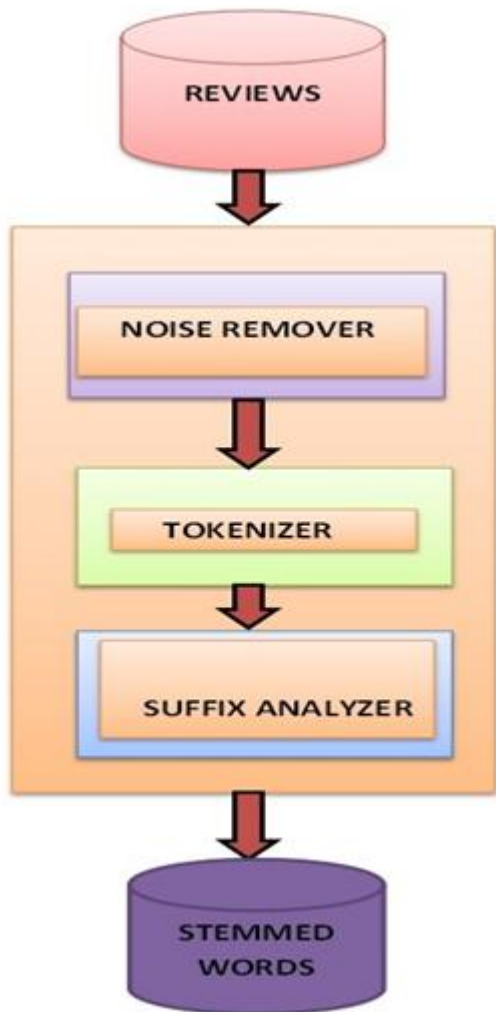 REVIEWS
NOISE REMOVER
TOKENIZER
SUFFIX ANALYZER
STEMMED
WORDS